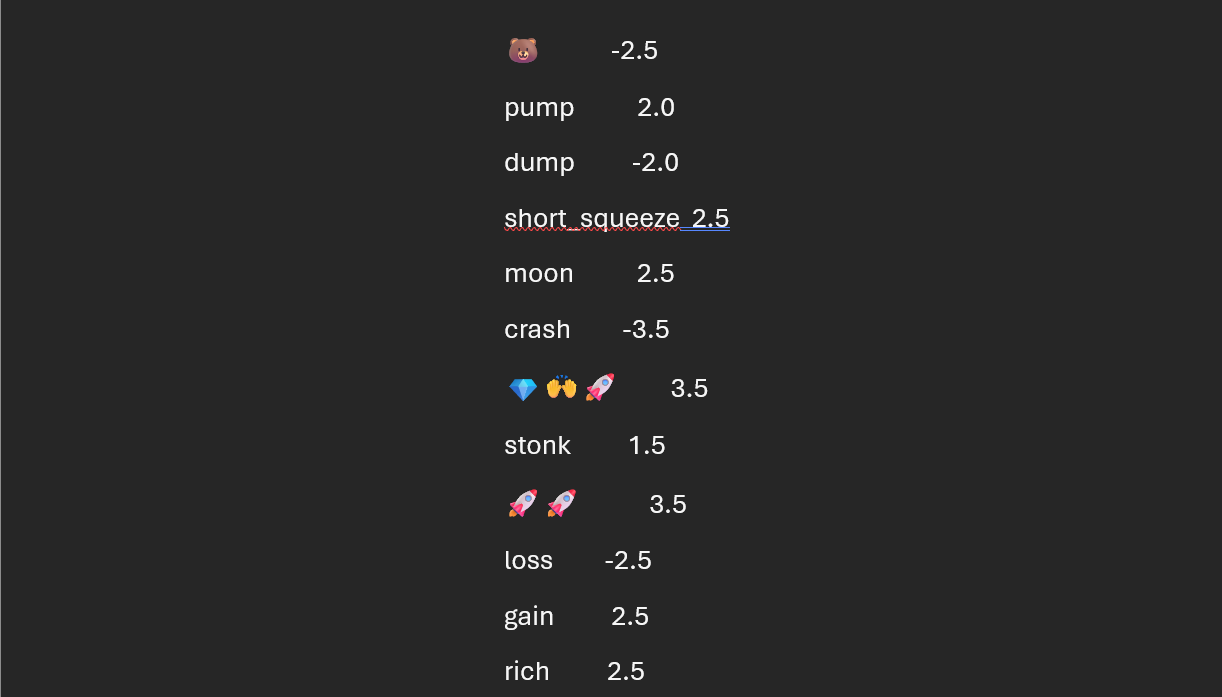 🐻 -2.5
pump 2.0
dump -2.0
short_squeeze 2.5
moon 2.5
crash -3.5
💎🙌🚀 3.5
stonk 1.5
🚀🚀 3.5
loss -2.5
gain 2.5
rich 2.5